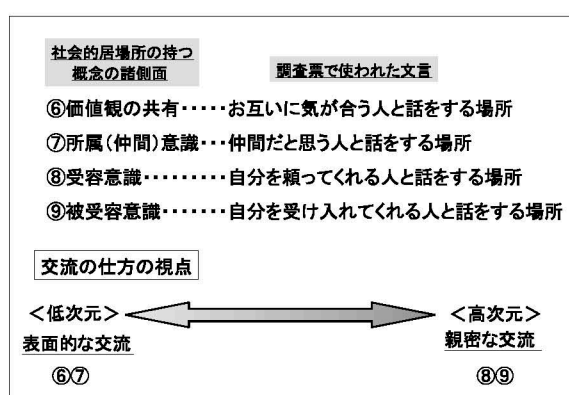 社会的居場所の持つ
概念の諸側面
調査票で使われた文言
⑥価値観の共有・・・・・お互いに気が合う人と話をする場所
⑦所属(仲間)意識・・・仲間だと思う人と話をする場所
⑧受容意識・・・・・・・・・自分を頼ってくれる人と話をする場所
⑨被受容意識・・・・・・・自分を受け入れてくれる人と話をする場所
交流の仕方の視点
＜低次元＞
＜高次元＞
表面的な交流
親密な交流
⑥⑦
⑧⑨